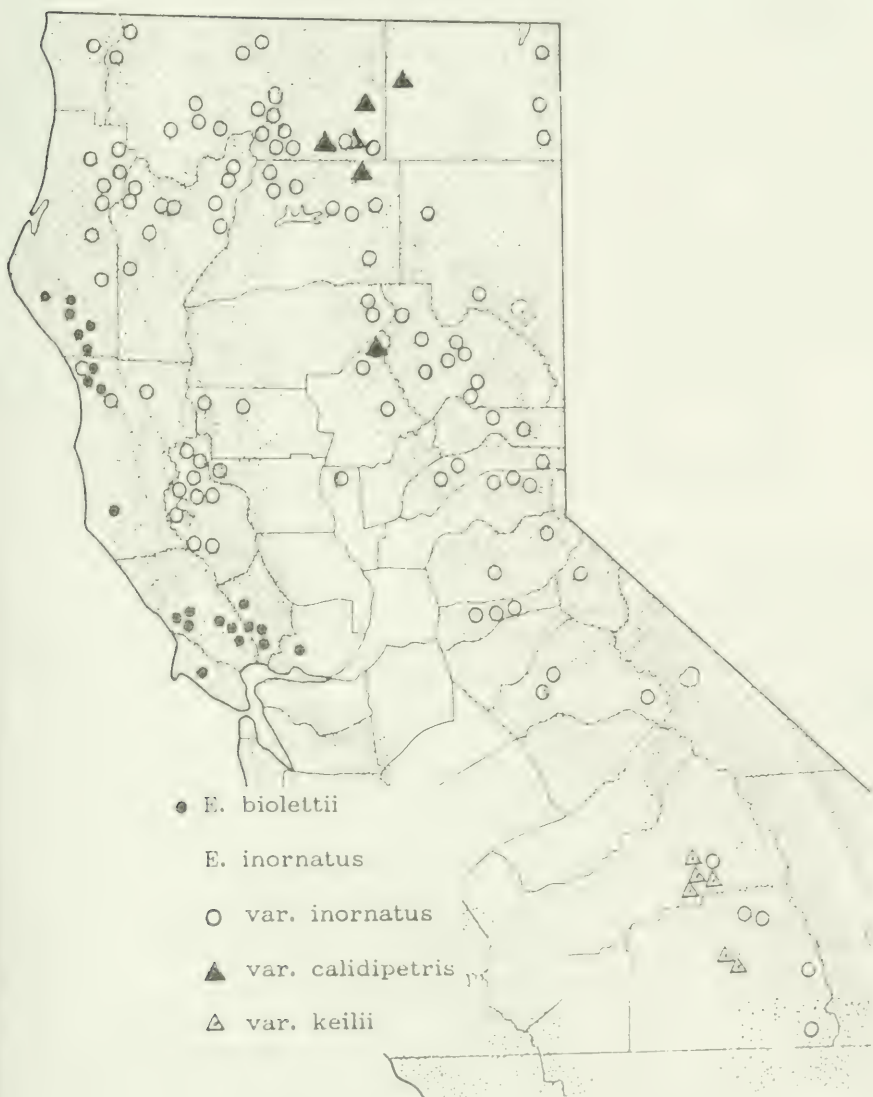 E. biolettii
E. inornatus
var. inornatus
var. calidipetris
var. keilii